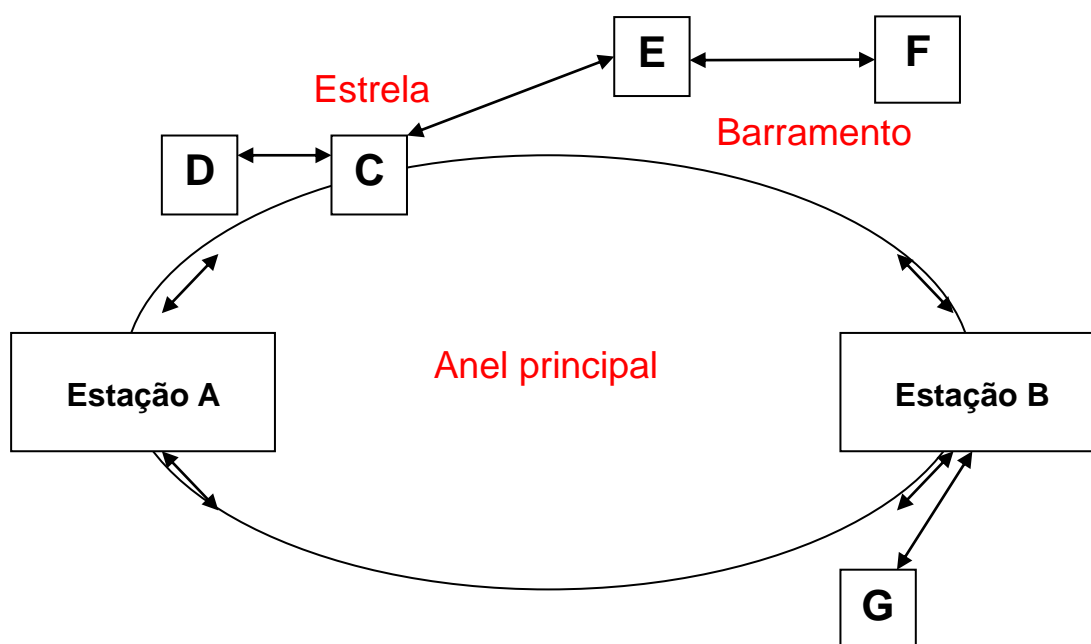 E
F
Estrela
Barramento
D
C
Anel principal
Estação A
Estação B
G